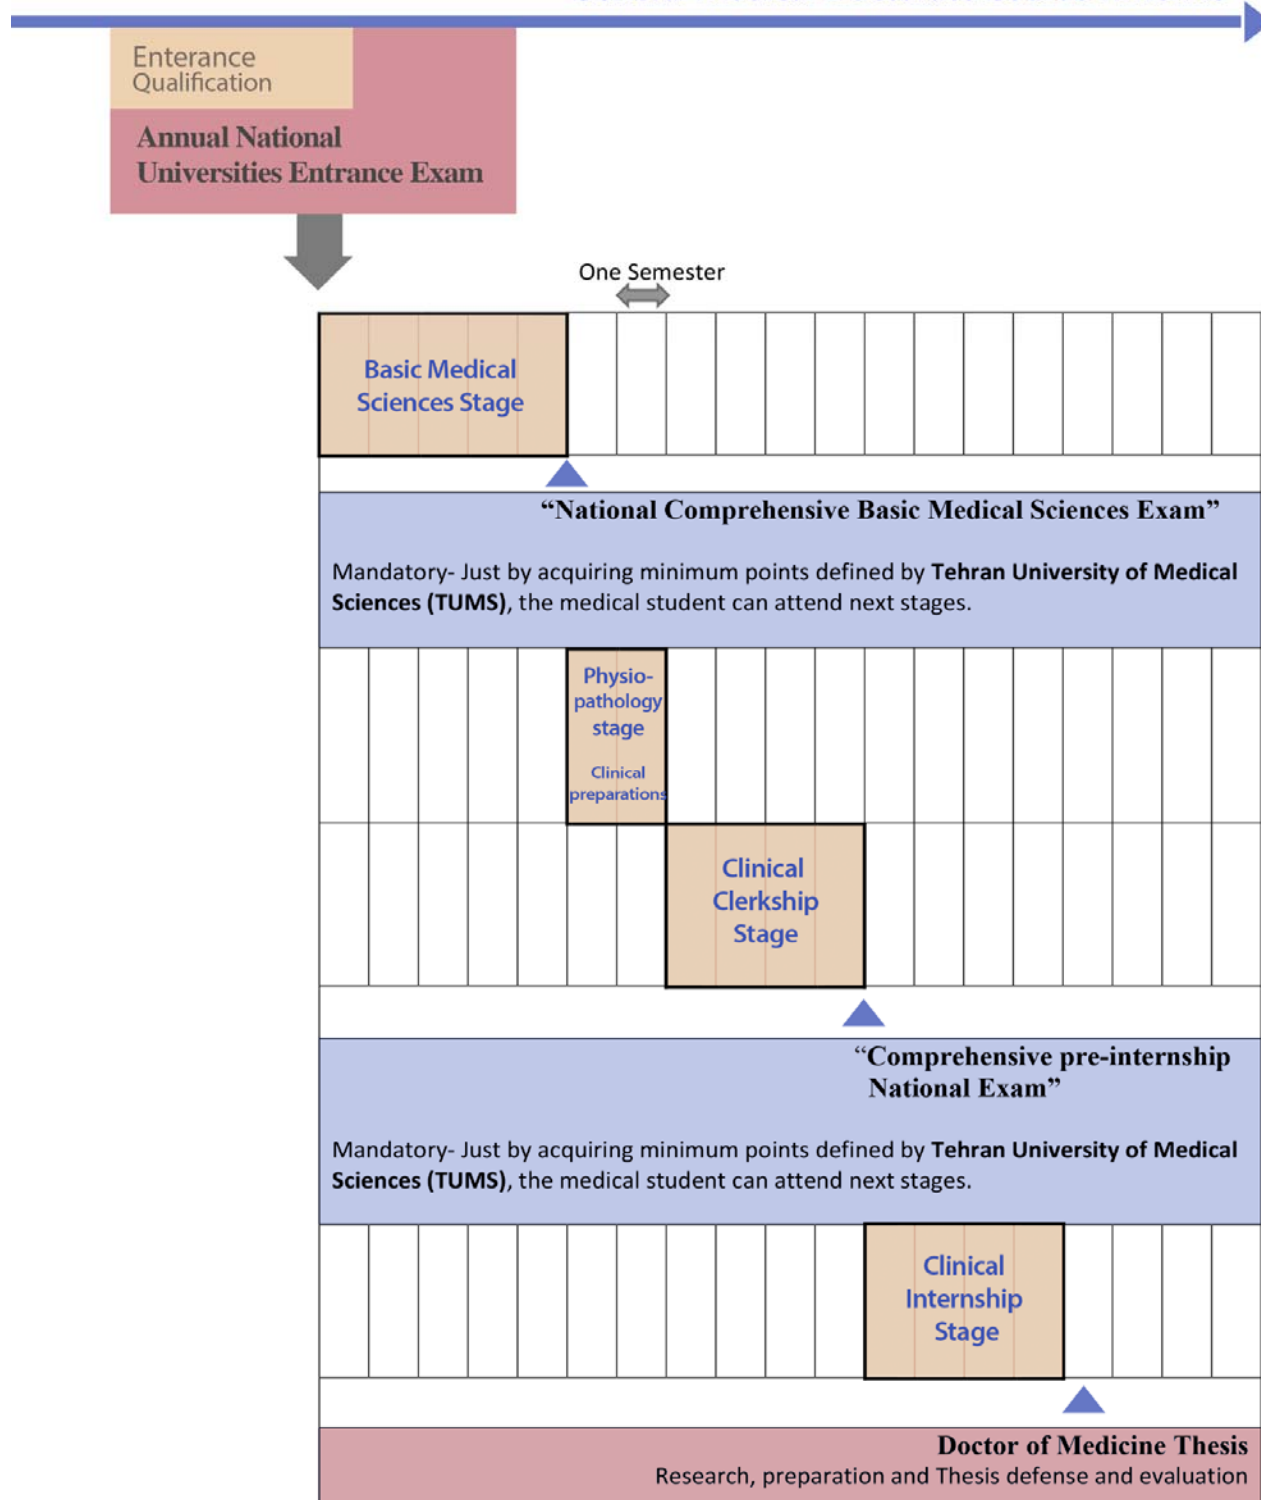 Enterance
Qualification
Annual National
Universities Entrance Exam
One Semester
Basic Medical
Sciences Stage
“National Comprehensive Basic Medical Sciences Exam”
Mandatory- Just by acquiring minimum points defined by Tehran University of Medical
Sciences (TUMS), the medical student can attend next stages.
Physio-
pathology
stage
Clinical
preparations
Clinical
Clerkship
Stage
“Comprehensive pre-internship
National Exam”
Mandatory- Just by acquiring minimum points defined by Tehran University of Medical
Sciences (TUMS), the medical student can attend next stages.
Clinical
Internship
Stage
Doctor of Medicine Thesis
Research, preparation and Thesis defense and evaluation